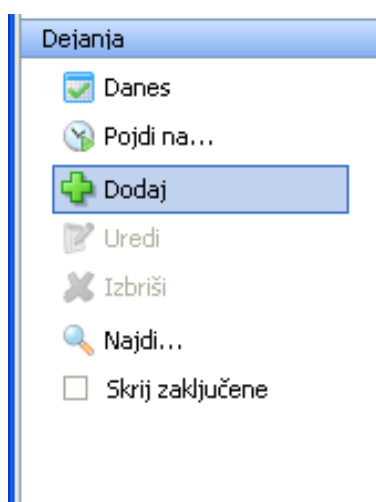 Dejanja
Danes
Pojdi na...
Dodaj
Uredi
Izbriši
Najdi...
Skrij zaključene